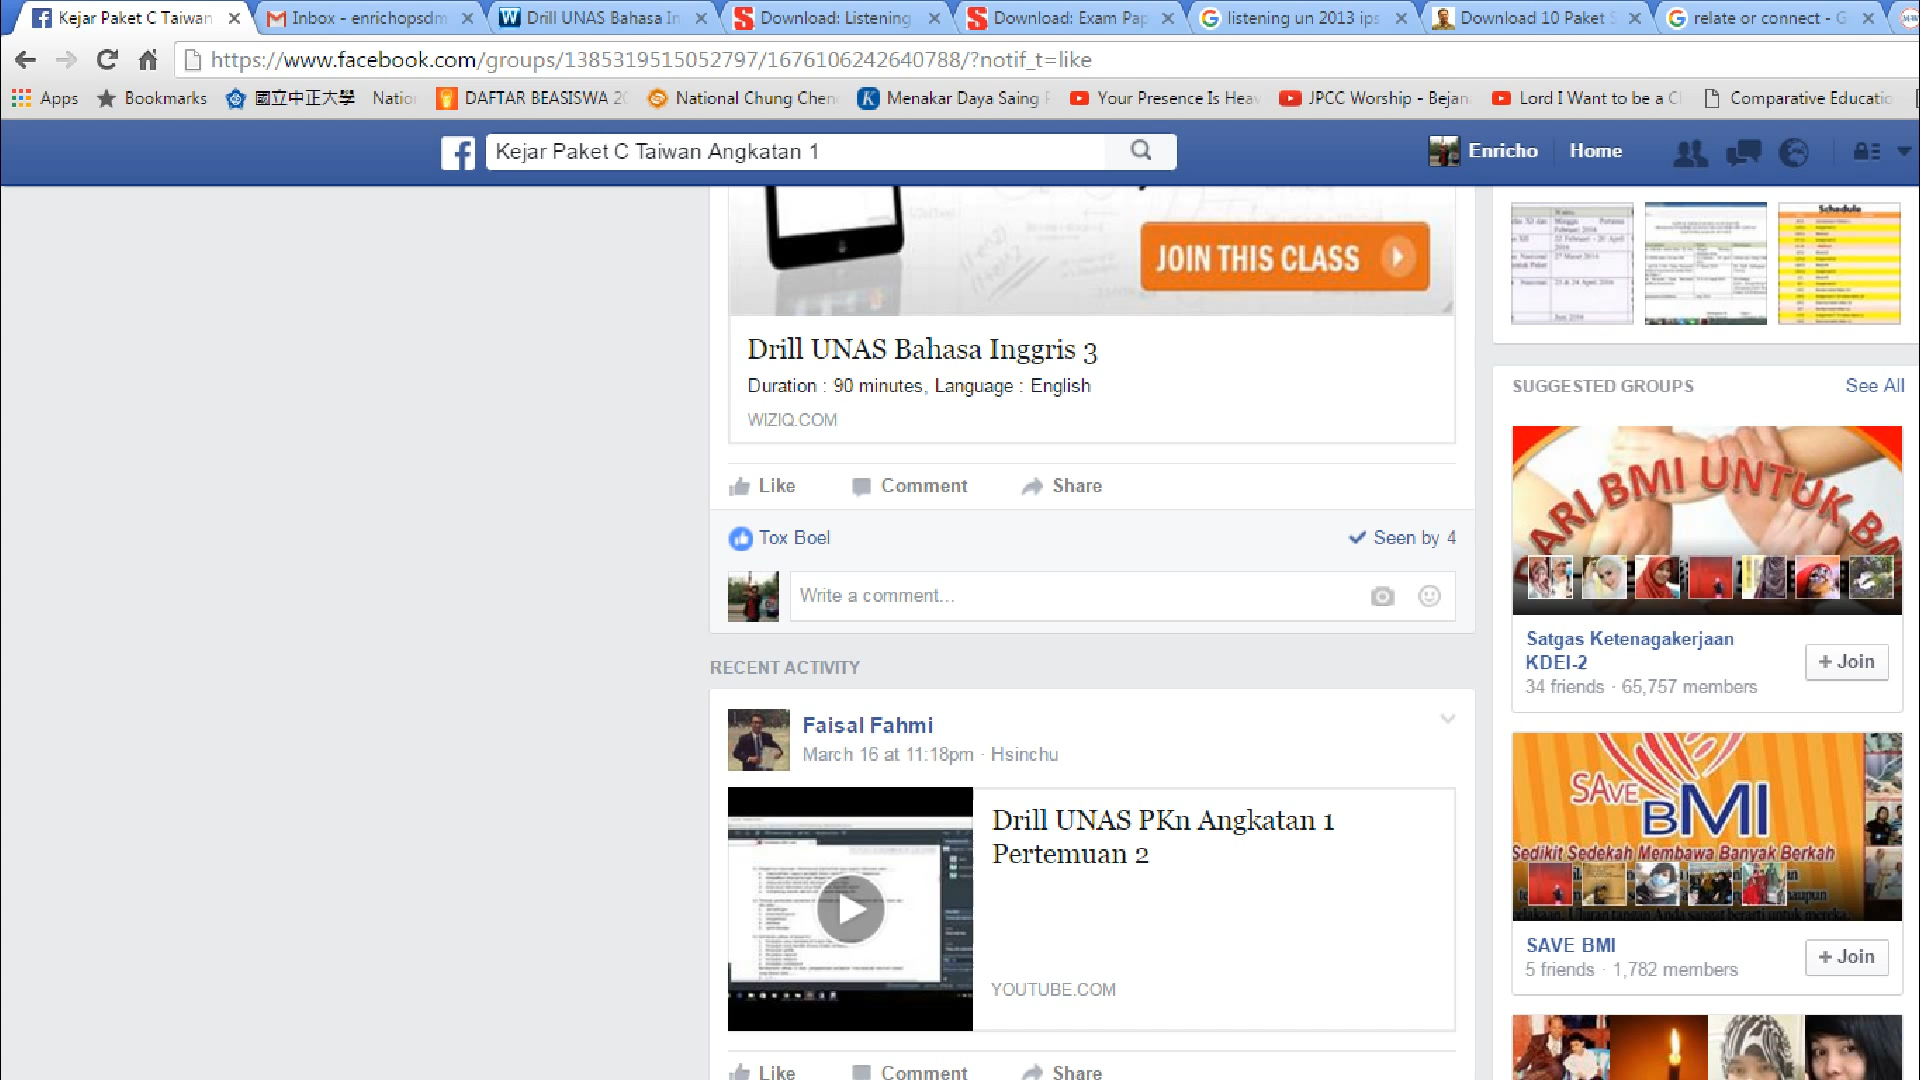 Kejar Paket C Taiwan
Inbox - enrichopsdm
Drill UNAS Bahasa In
Download: Listening
Download: Exam Pap
listening un 2013 ips
Download 10 Paket S
relate or connect - G
https://www.facebook.com/groups/1385319515052797/1676106242640788/?notif_t=like
Apps
Bookmarks
國立中正大學 Nation
DAFTAR BEASISWA 20
National Chung Chen
Menakar Daya Saing
Your Presence Is Heav
JPCC Worship - Bejan
Lord I Want to be a C
Comparative Educatio
Kejar Paket C Taiwan Angkatan 1
Enricho
Home
JOIN THIS CLASS
Schedule
Drill UNAS Bahasa Inggris 3
Duration : 90 minutes, Language : English
WIZIQ.COM
SUGGESTED GROUPS
See All
Like
Comment
Share
DARI BMI UNTUK
Tox Boel
Seen by 4
Write a comment...
Satgas Ketenagakerjaan
KDEI-2
34 friends · 65,757 members
+ Join
RECENT ACTIVITY
Faisal Fahmi
March 16 at 11:18pm · Hsinchu
Drill UNAS PKn Angkatan 1
Pertemuan 2
YOUTUBE.COM
SAVE
BMI
Sedikit Sedekah Membawa Banyak Berkah
SAVE BMI
5 friends · 1,782 members
+ Join
Like
Comment
Share